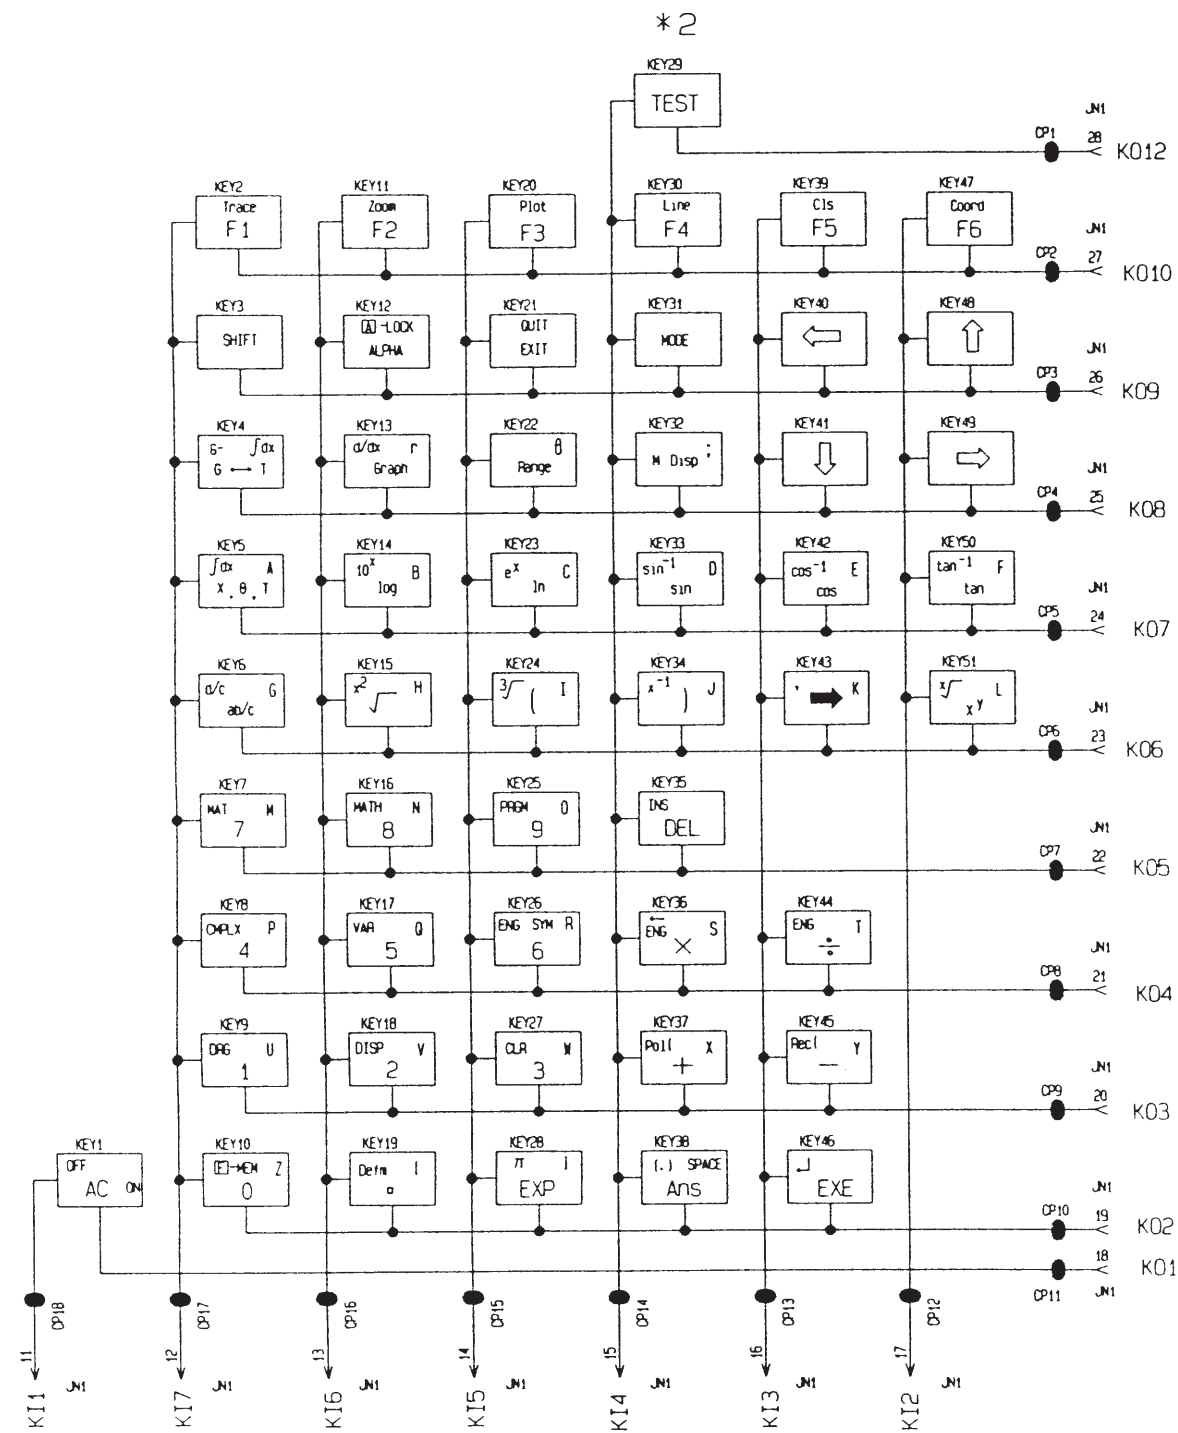 *2
KEY29
TEST
JN1
CP1
28
KO12
KEY2
KEY11
KEY20
KEY30
KEY39
KEY47
Trace
Zoom
Plot
Line
Cls
Coord
F1
F2
F3
F4
F5
F6
JN1
CP2
27
KO10
KEY3
KEY12
KEY21
KEY31
KEY40
KEY48
SHIFT
A -LOCK
ALPHA
QUIT
EXIT
MODE
⇦
⇧
JN1
CP3
26
KO9
KEY4
KEY13
KEY22
KEY32
KEY41
KEY49
G- ∫dx
G ↔ T
d/dx r
Graph
θ
Range
M Disp ;
⇩
⇨
JN1
CP4
25
KO8
KEY5
KEY14
KEY23
KEY33
KEY42
KEY50
∫dx A
X , θ , T
10ˣ B
log
eˣ C
ln
sin⁻¹ D
sin
cos⁻¹ E
cos
tan⁻¹ F
tan
JN1
CP5
24
KO7
KEY6
KEY15
KEY24
KEY34
KEY43
KEY51
d/c G
ab/c
x² H
√
3√ I
(
x⁻¹ J
)
, K
➡
x√ L
xʸ
JN1
CP6
23
KO6
KEY7
KEY16
KEY25
KEY35
MAT M
7
MATH N
8
PRGM O
9
INS
DEL
JN1
CP7
22
KO5
KEY8
KEY17
KEY26
KEY36
KEY44
CMPLX P
4
VAR Q
5
ENG SYM R
6
←
ENG S
×
ENG T
÷
JN1
CP8
21
KO4
KEY9
KEY18
KEY27
KEY37
KEY45
DRG U
1
DISP V
2
CLR W
3
Pol( X
+
Rec( Y
−
JN1
CP9
20
KO3
KEY1
KEY10
KEY19
KEY28
KEY38
KEY46
OFF
AC ON
F→MEM Z
0
Defm [
▫
π ]
EXP
(.) SPACE
Ans
↵
EXE
JN1
CP10
19
KO2
18
KO1
CP11
JN1
CP18
CP17
CP16
CP15
CP14
CP13
CP12
11
12
13
14
15
16
17
JN1
JN1
JN1
JN1
JN1
JN1
JN1
KI1
KI7
KI6
KI5
KI4
KI3
KI2